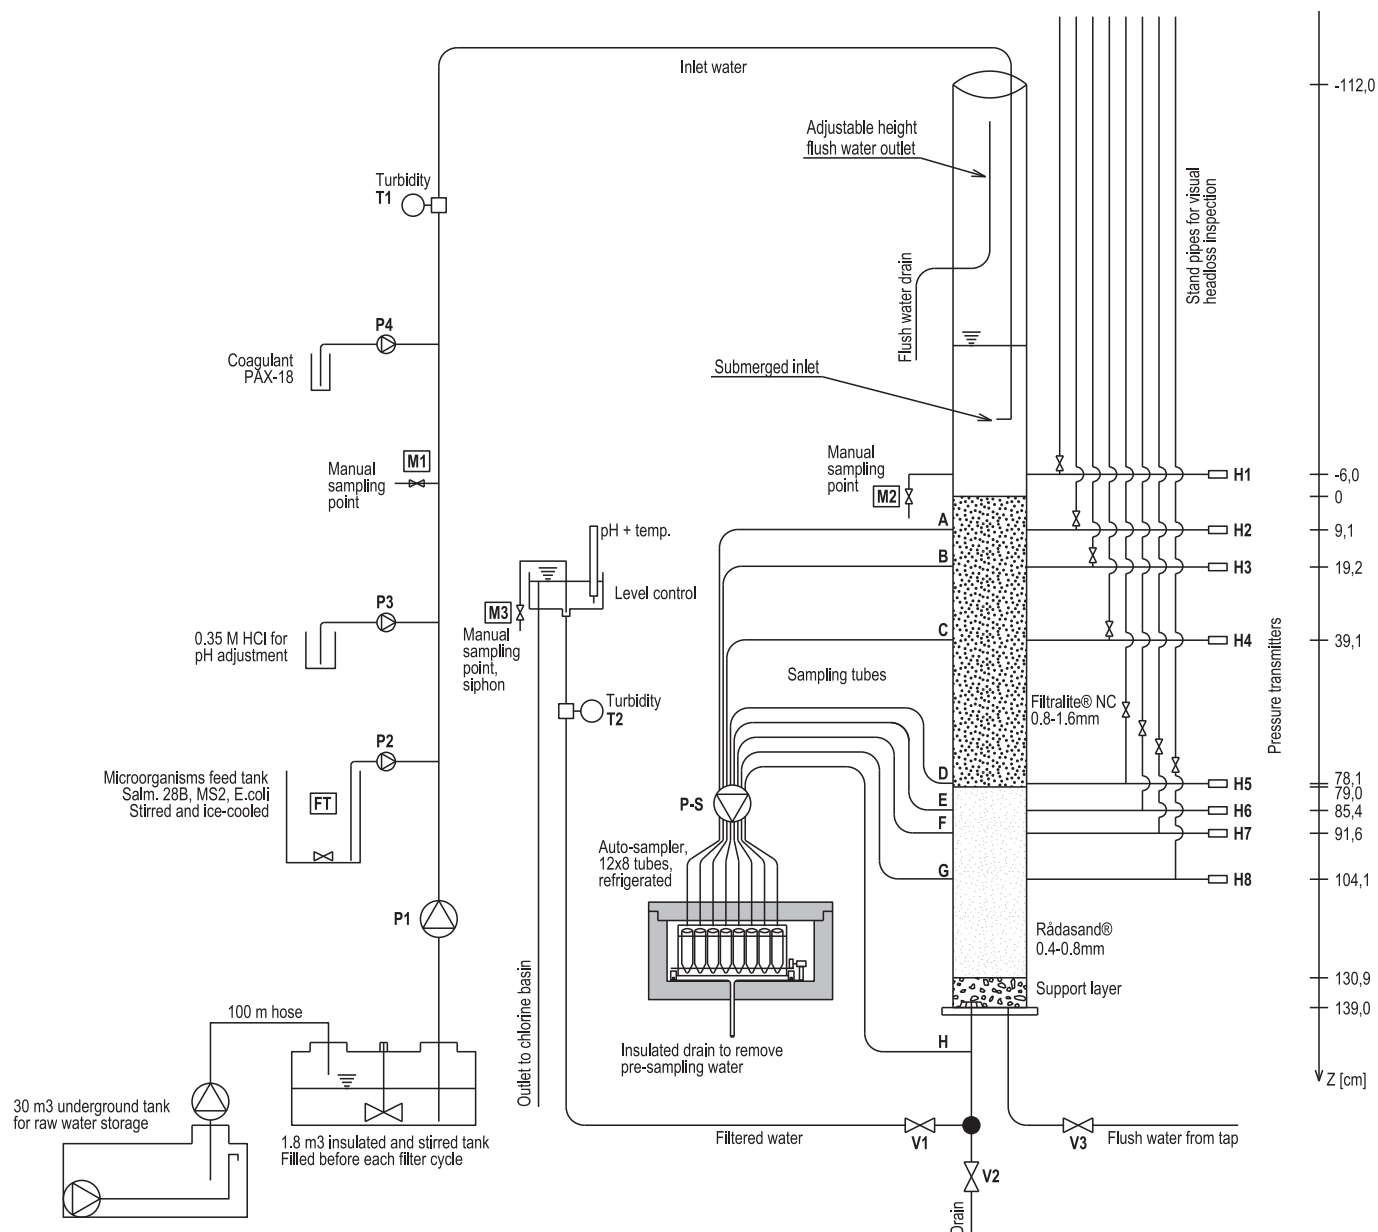 Inlet water
-112,0
Adjustable height
flush water outlet
Turbidity
T1
Stand pipes for visual
headloss inspection
Flush water drain
P4
Coagulant
PAX-18
Submerged inlet
M1
Manual
sampling
point
Manual
sampling
point
M2
H1
-6,0
0
A
H2
9,1
pH + temp.
B
H3
19,2
Level control
P3
M3
0.35 M HCl for
pH adjustment
Manual
sampling
point,
siphon
C
H4
39,1
Sampling tubes
Filtralite® NC
0.8-1.6mm
Pressure transmitters
Turbidity
T2
P2
Microorganisms feed tank
Salm. 28B, MS2, E.coli
Stirred and ice-cooled
FT
D
H5
78,1
79,0
P-S
E
H6
85,4
F
H7
91,6
Auto-sampler,
12x8 tubes,
refrigerated
G
H8
104,1
P1
Rådasand®
0.4-0.8mm
130,9
Support layer
139,0
100 m hose
Outlet to chlorine basin
Insulated drain to remove
pre-sampling water
H
Z [cm]
30 m3 underground tank
for raw water storage
1.8 m3 insulated and stirred tank
Filled before each filter cycle
Filtered water
V1
V3
Flush water from tap
V2
Drain